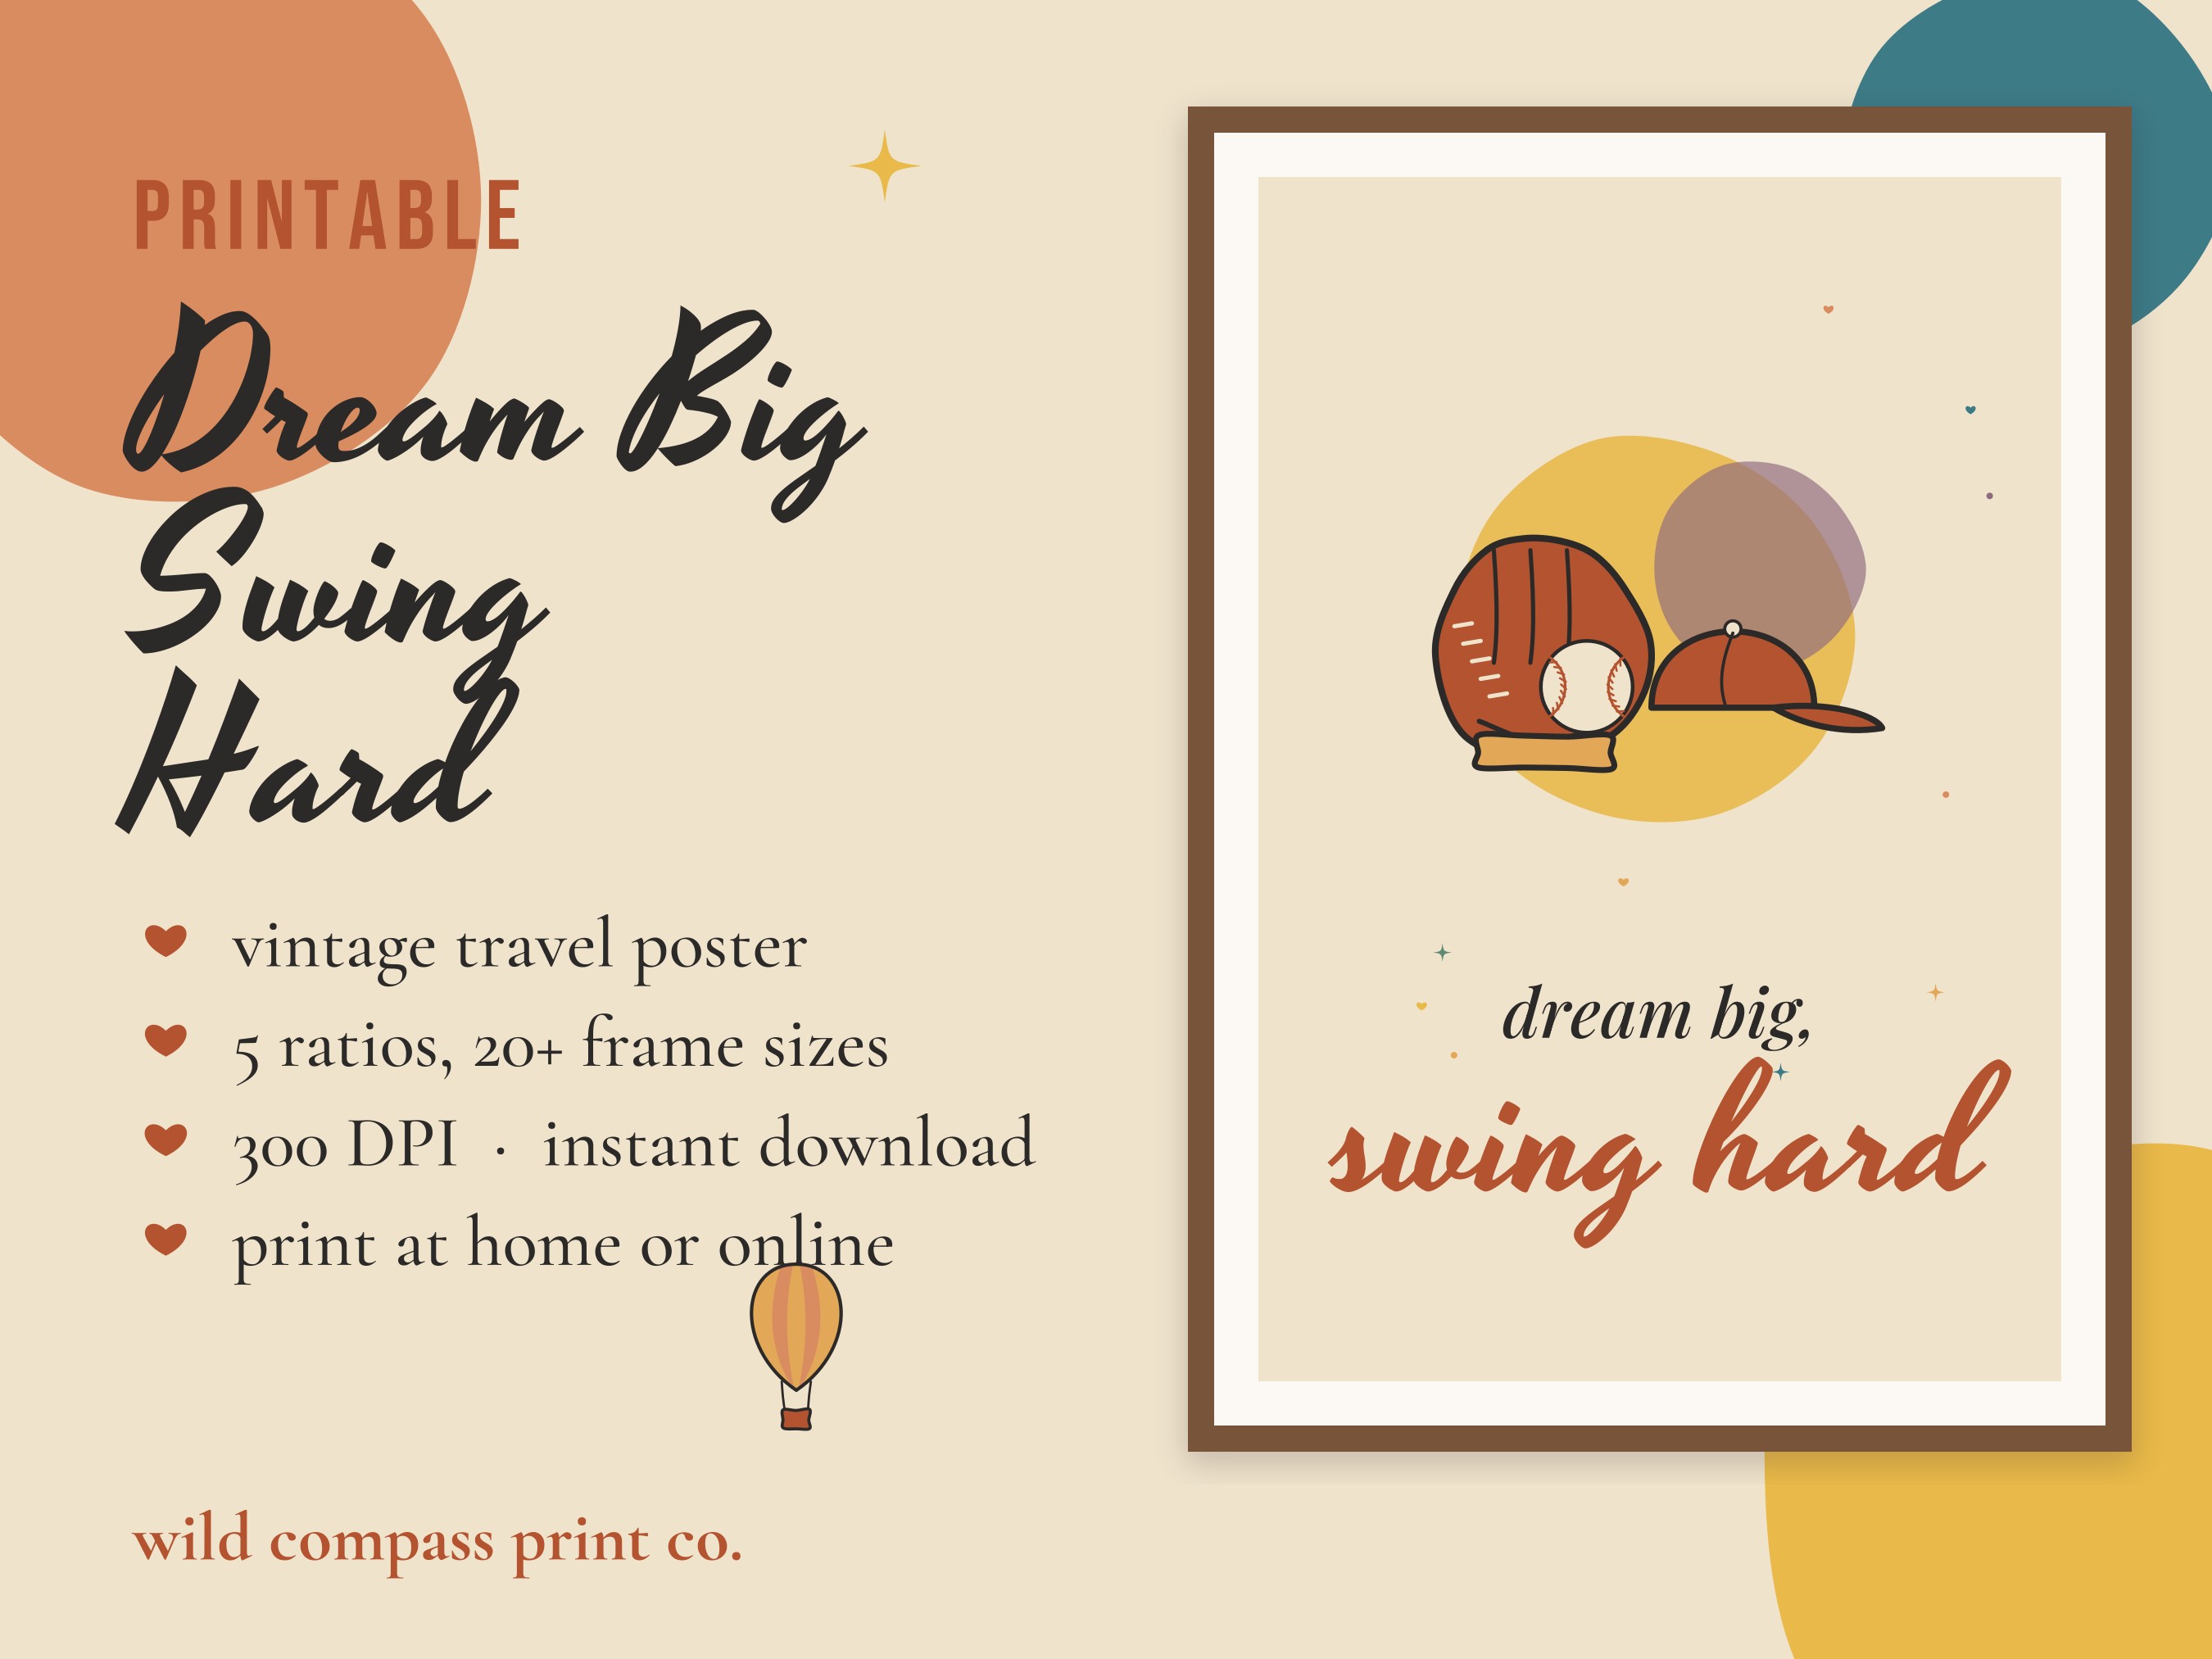 PRINTABLE
Dream Big
Swing
Hard
vintage travel poster
5 ratios, 20+ frame sizes
300 DPI · instant download
print at home or online
wild compass print co.
dream big,
swing hard